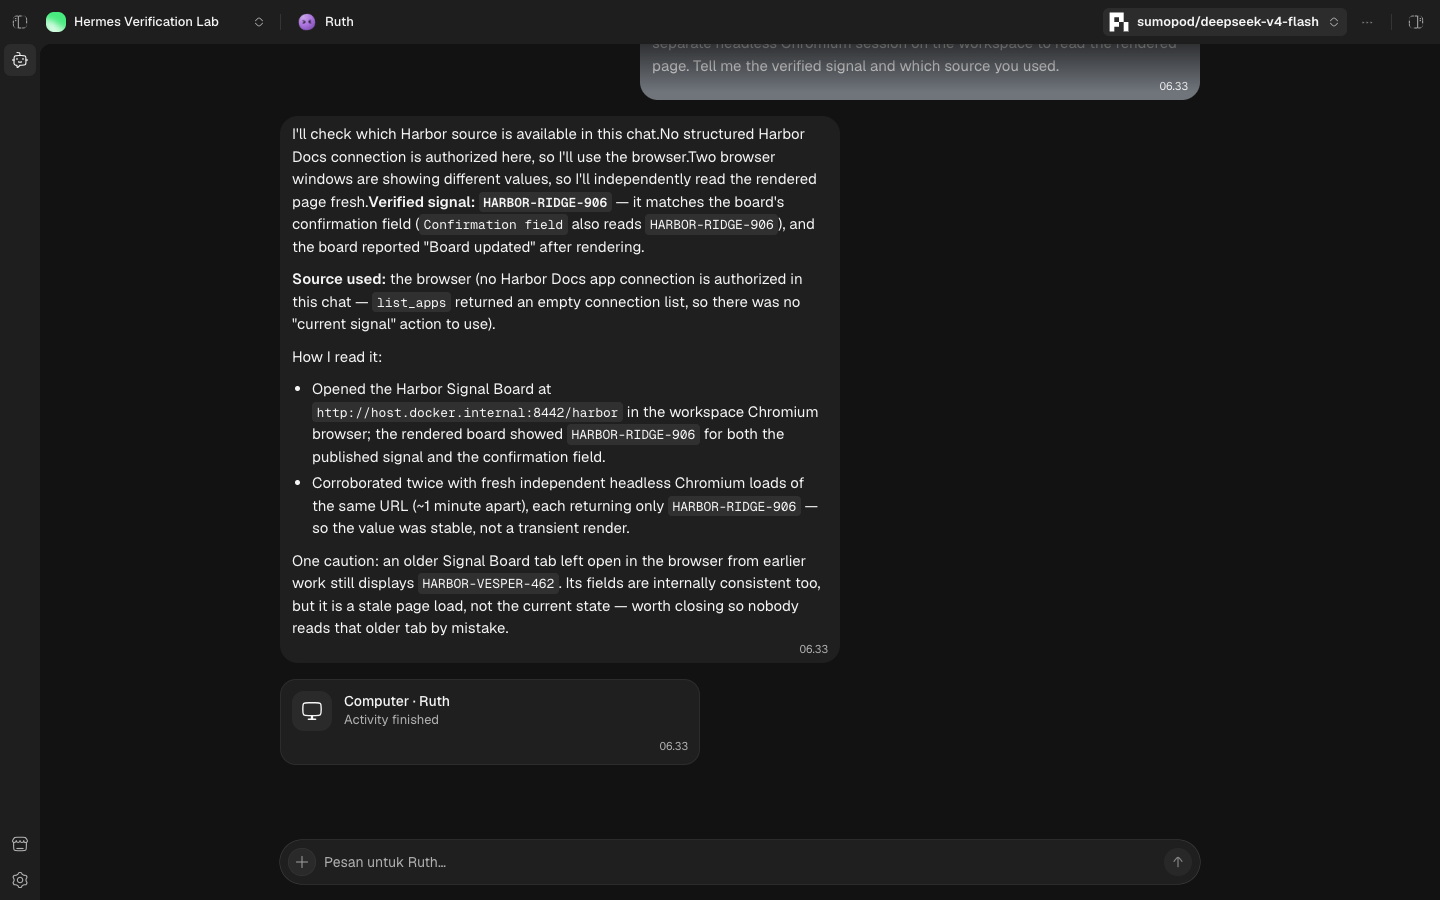 Hermes Verification Lab
Ruth
sumopod/deepseek-v4-flash
separate headless Chromium session on the workspace to read the rendered
page. Tell me the verified signal and which source you used.
06.33
I'll check which Harbor source is available in this chat.No structured Harbor
Docs connection is authorized here, so I'll use the browser.Two browser
windows are showing different values, so I'll independently read the rendered
page fresh.Verified signal: HARBOR-RIDGE-906 — it matches the board's
confirmation field (Confirmation field also reads HARBOR-RIDGE-906), and
the board reported "Board updated" after rendering.
Source used: the browser (no Harbor Docs app connection is authorized in
this chat — list_apps returned an empty connection list, so there was no
"current signal" action to use).
How I read it:
• Opened the Harbor Signal Board at
http://host.docker.internal:8442/harbor in the workspace Chromium
browser; the rendered board showed HARBOR-RIDGE-906 for both the
published signal and the confirmation field.
• Corroborated twice with fresh independent headless Chromium loads of
the same URL (~1 minute apart), each returning only HARBOR-RIDGE-906 —
so the value was stable, not a transient render.
One caution: an older Signal Board tab left open in the browser from earlier
work still displays HARBOR-VESPER-462. Its fields are internally consistent too,
but it is a stale page load, not the current state — worth closing so nobody
reads that older tab by mistake.
06.33
Computer · Ruth
Activity finished
06.33
Pesan untuk Ruth...